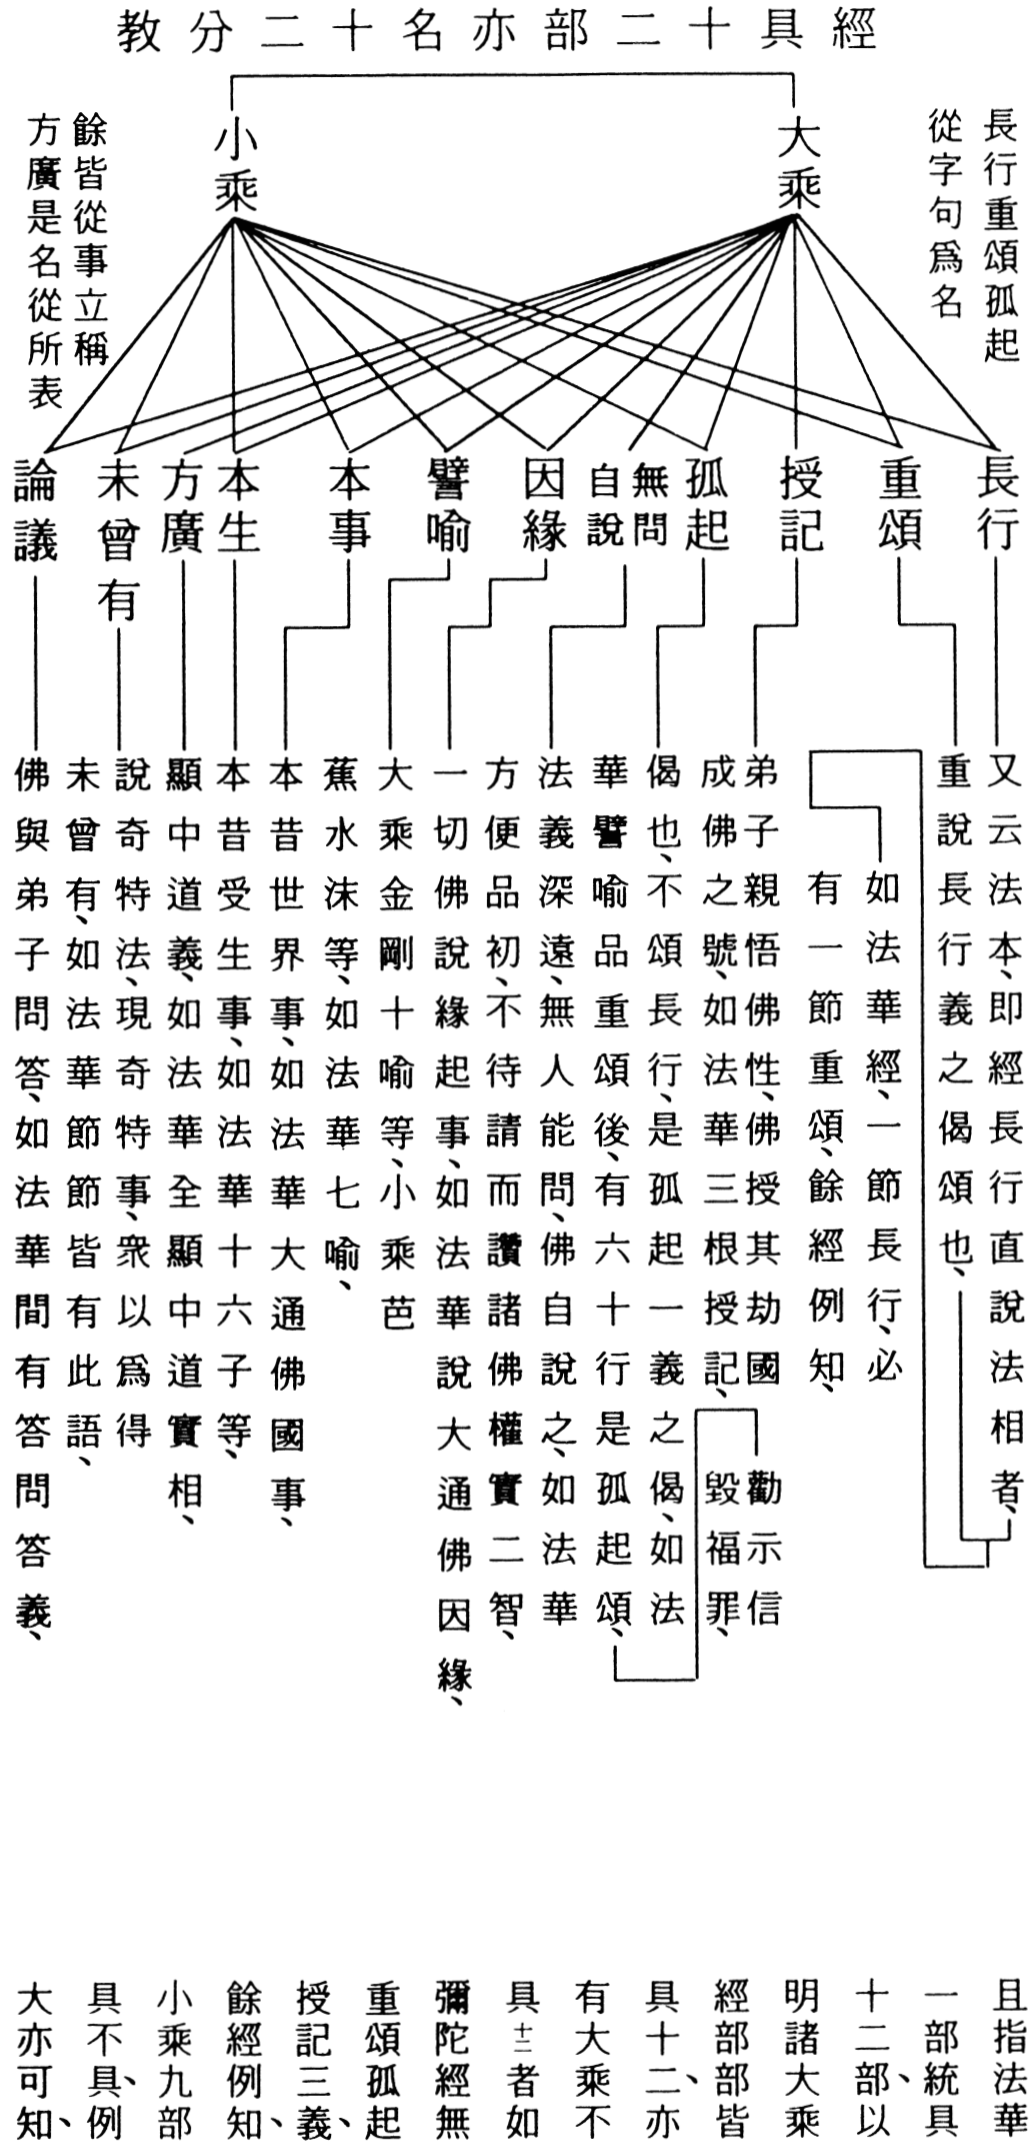 經具十二部亦名十二分教
大乘
小乘
長行重頌孤起
從字句為名
餘皆從事立稱
方廣是名從所表
長行
重頌
授記
孤起
無問
自說
因緣
譬喻
本事
本生
方廣
未曾有
論議
又云法本、即經長行直說法相者、
重說長行義之偈頌也、
如法華經、一節長行、必
有一節重頌、餘經例知、
弟子親悟佛性、佛授其劫國
成佛之號、如法華三根授記、
偈也、不頌長行、是孤起一義之偈、如法
華譬喻品重頌後、有六十行是孤起頌、
勸示信
毀福罪、
法義深遠、無人能問、佛自說之、如法華
方便品初、不待請而讚諸佛權實二智、
一切佛說緣起事、如法華說大通佛因緣、
大乘金剛十喻等、小乘芭
蕉水沫等、如法華七喻、
本昔世界事、如法華大通佛國事、
本昔受生事、如法華十六子等、
顯中道義、如法華全顯中道實相、
說奇特法、現奇特事、衆以為得
未曾有、如法華節節皆有此語、
佛與弟子問答、如法華間有答問答義、
且指法華
一部統具
十二部、以
明諸大乘
經部部皆
具十二、亦
有大乘不
具十二者如
彌陀經無
重頌孤起
授記三義、
餘經例知、
小乘九部
具不具、例
大亦可知、